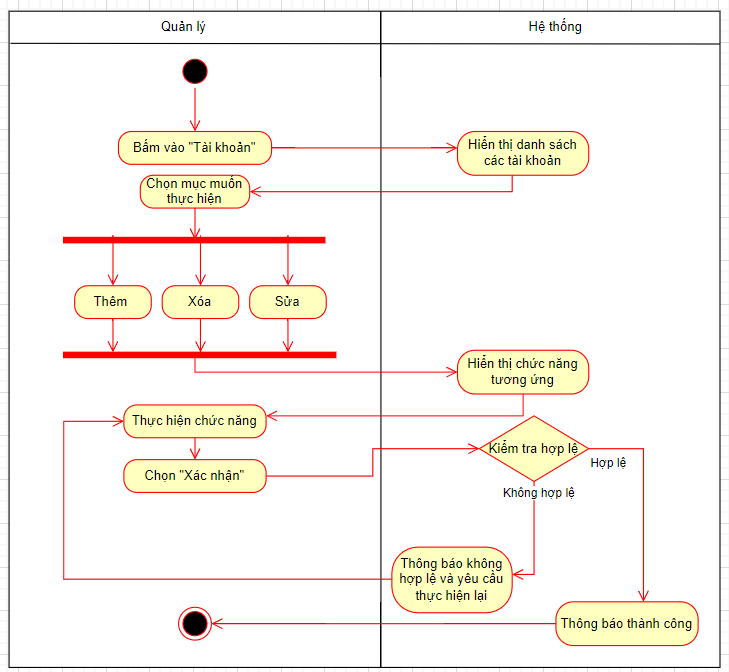 Quản lý
Hệ thống
Bấm vào "Tài khoản"
Hiển thị danh sách
các tài khoản
Chọn mục muốn
thực hiện
Thêm
Xóa
Sửa
Hiển thị chức năng
tương ứng
Thực hiện chức năng
Kiểm tra hợp lệ
Hợp lệ
Chọn "Xác nhận"
Không hợp lệ
Thông báo không
hợp lệ và yêu cầu
thực hiện lại
Thông báo thành công